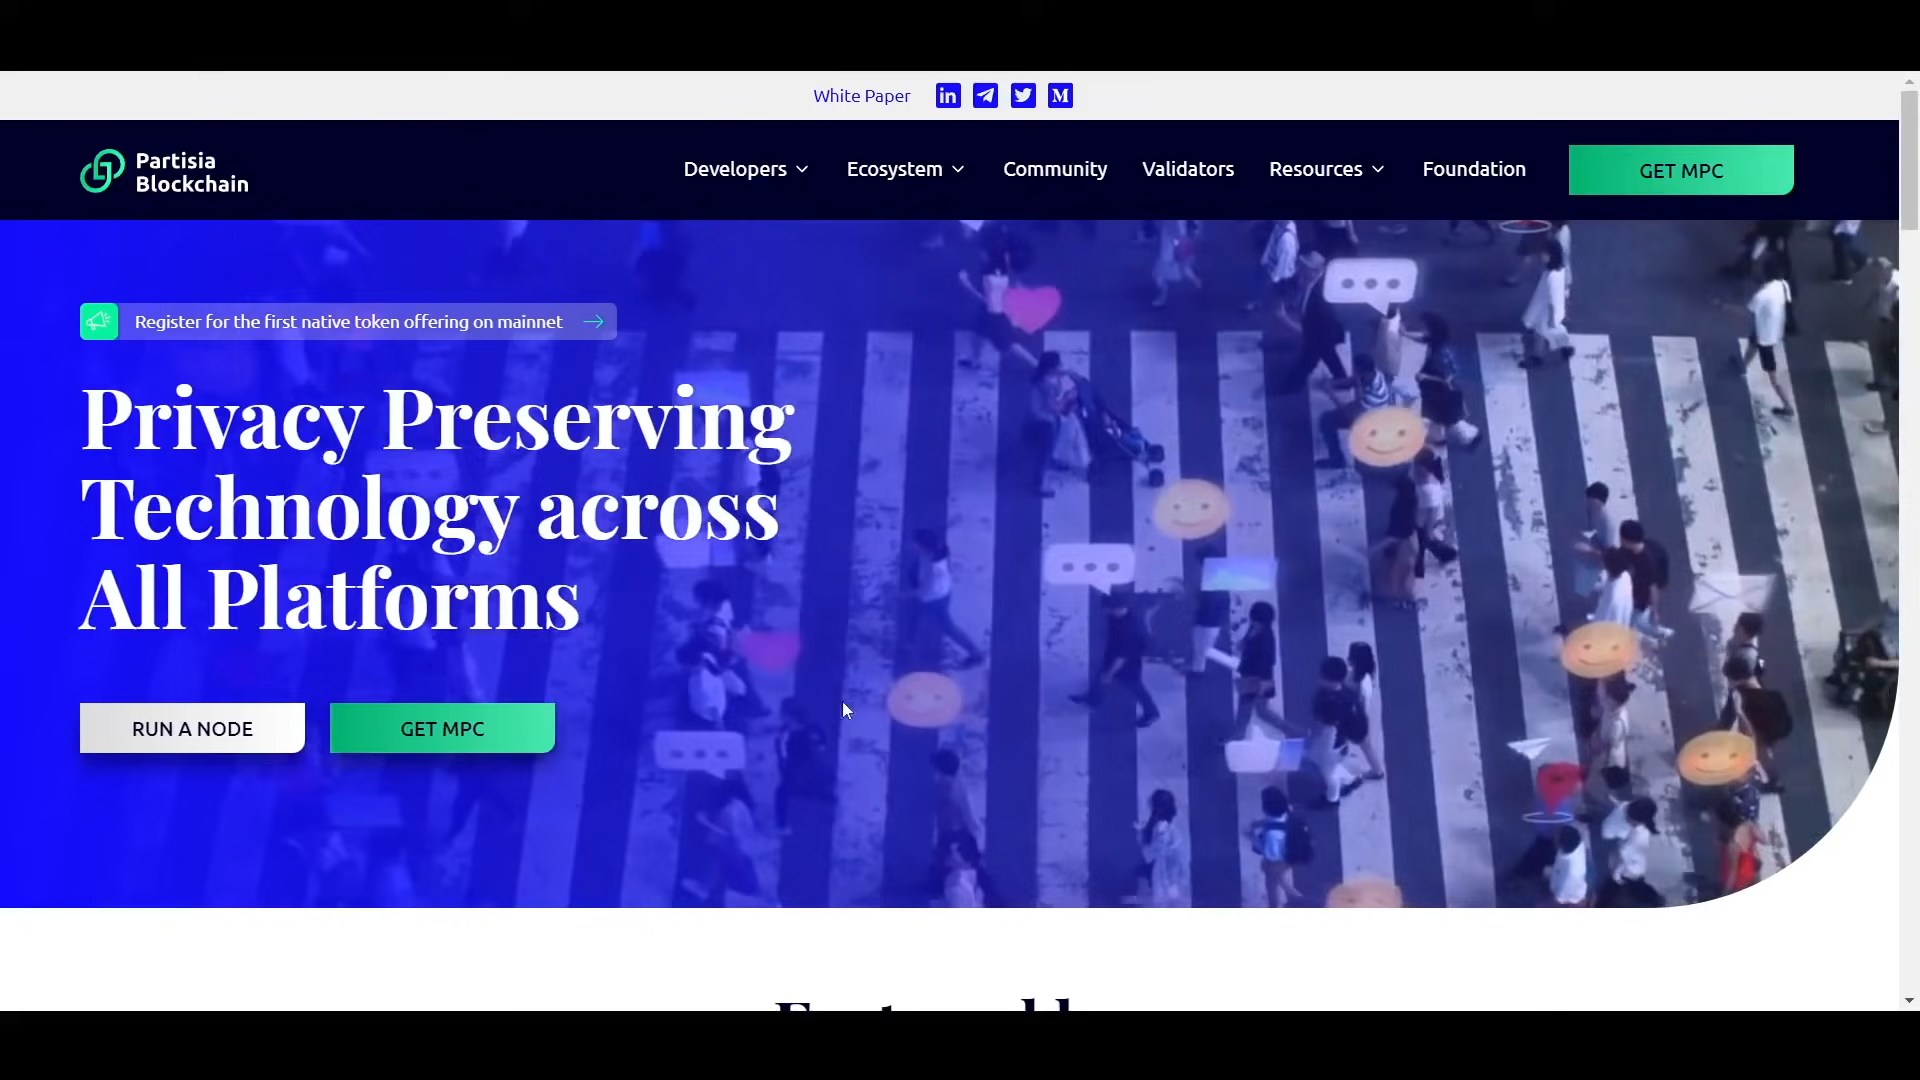 White Paper
Partisia
Blockchain
Developers
Ecosystem
Community
Validators
Resources
Foundation
GET MPC
Register for the first native token offering on mainnet
Privacy Preserving
Technology across
All Platforms
RUN A NODE
GET MPC